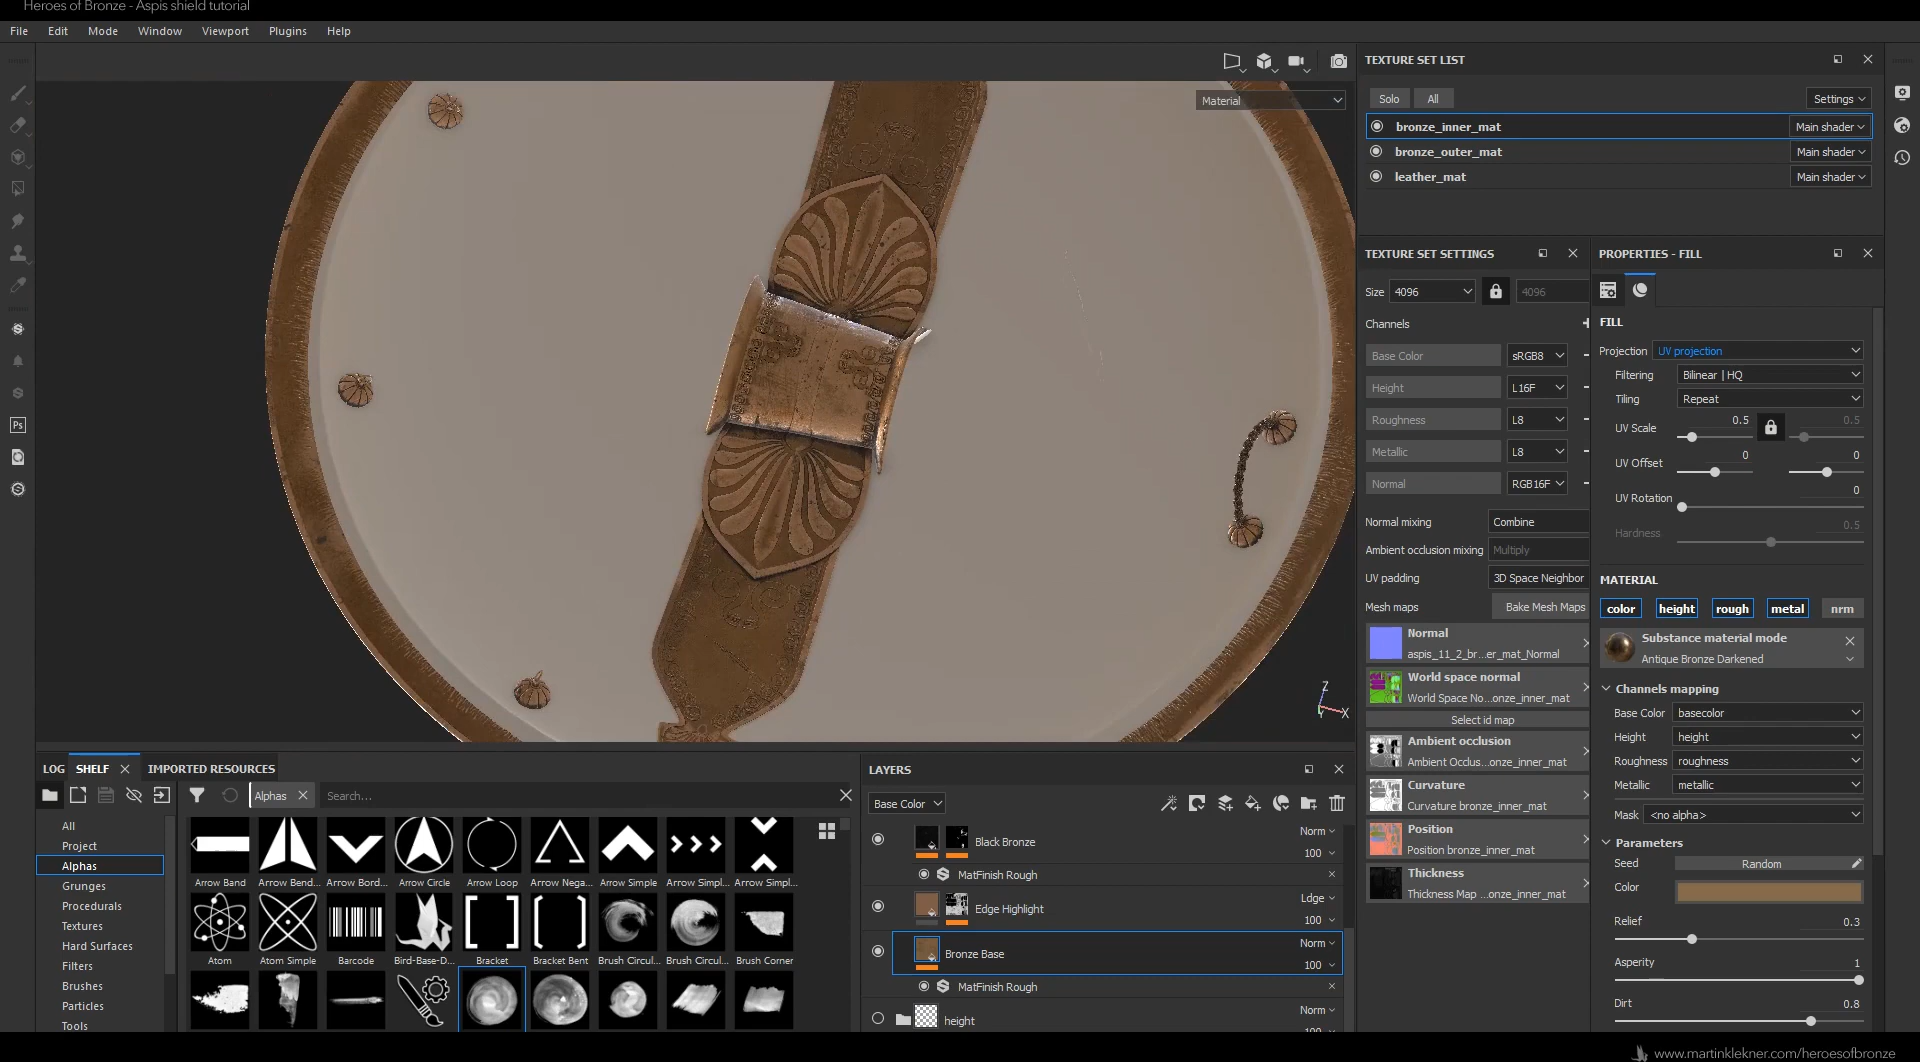 Heroes of Bronze - Aspis shield tutorial
File Edit Mode Window Viewport Plugins Help
Material
TEXTURE SET LIST
Solo All Settings
bronze_inner_mat Main shader
bronze_outer_mat Main shader
leather_mat Main shader
TEXTURE SET SETTINGS
Size 4096 4096
Channels
Base Color sRGB8
Height L16F
Roughness L8
Metallic L8
Normal RGB16F
Normal mixing Combine
Ambient occlusion mixing Multiply
UV padding 3D Space Neighbor
Mesh maps Bake Mesh Maps
Normal
aspis_11_2_br...er_mat_Normal
World space normal
World Space No...onze_inner_mat
Select id map
Ambient occlusion
Ambient Occlus...onze_inner_mat
Curvature
Curvature bronze_inner_mat
Position
Position bronze_inner_mat
Thickness
Thickness Map ...onze_inner_mat
PROPERTIES - FILL
FILL
Projection UV projection
Filtering Bilinear | HQ
Tiling Repeat
UV Scale 0.5 0.5
UV Offset 0 0
UV Rotation 0
Hardness 0.5
MATERIAL
color height rough metal nrm
Substance material mode
Antique Bronze Darkened
Channels mapping
Base Color basecolor
Height height
Roughness roughness
Metallic metallic
Mask <no alpha>
Parameters
Seed Random
Color
Relief 0.3
Asperity 1
Dirt 0.8
Z
Y X
Ps
LOG SHELF IMPORTED RESOURCES
Alphas Search...
All
Project
Alphas
Grunges
Procedurals
Textures
Hard Surfaces
Filters
Brushes
Particles
Tools
Arrow Band Arrow Bend... Arrow Bord... Arrow Circle Arrow Loop Arrow Nega... Arrow Simple Arrow Simpl... Arrow Simpl...
Atom Atom Simple Barcode Bird-Base-D... Bracket Bracket Bent Brush Circul... Brush Circul... Brush Corner
LAYERS
Base Color
Black Bronze Norm
100
MatFinish Rough
Edge Highlight Ldge
100
Bronze Base Norm
100
MatFinish Rough
height Norm
100
www.martinklekner.com/heroesofbronze